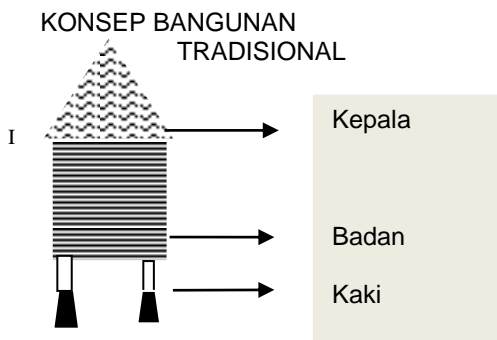 KONSEP BANGUNAN
TRADISIONAL
I
Kepala
Badan
Kaki